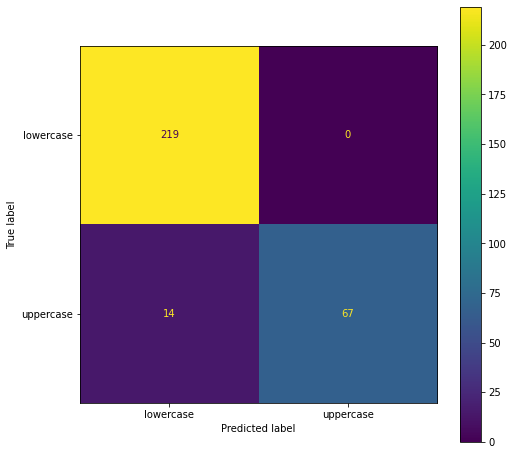 200
175
150
125
100
75
50
25
0
True label
lowercase
219
0
uppercase
14
67
lowercase
uppercase
Predicted label